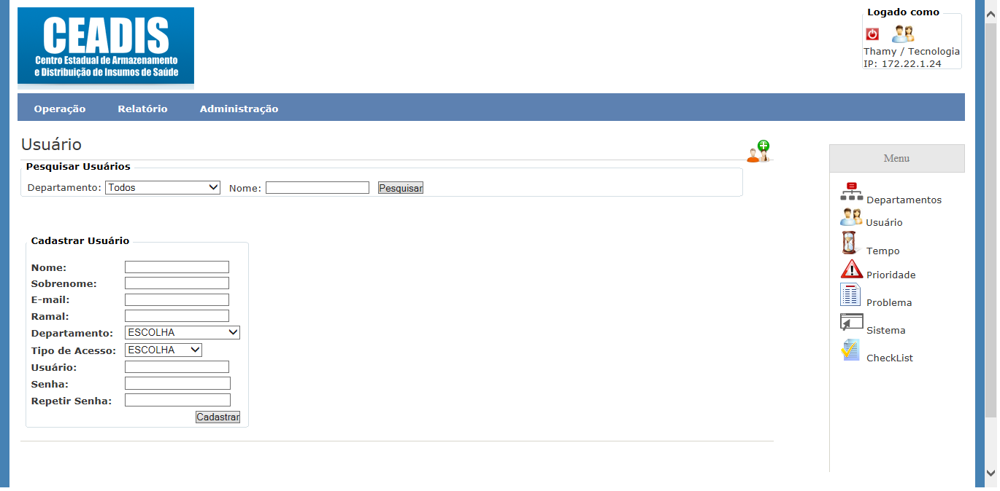 CEADIS
Centro Estadual de Armazenamento
e Distribuição de Insumos de Saúde
Logado como
Thamy / Tecnologia
IP: 172.22.1.24
Operação Relatório Administração
Usuário
Pesquisar Usuários
Departamento: Todos Nome: Pesquisar
Cadastrar Usuário
Nome:
Sobrenome:
E-mail:
Ramal:
Departamento: ESCOLHA
Tipo de Acesso: ESCOLHA
Usuário:
Senha:
Repetir Senha:
Cadastrar
Menu
Departamentos
Usuário
Tempo
Prioridade
Problema
Sistema
CheckList